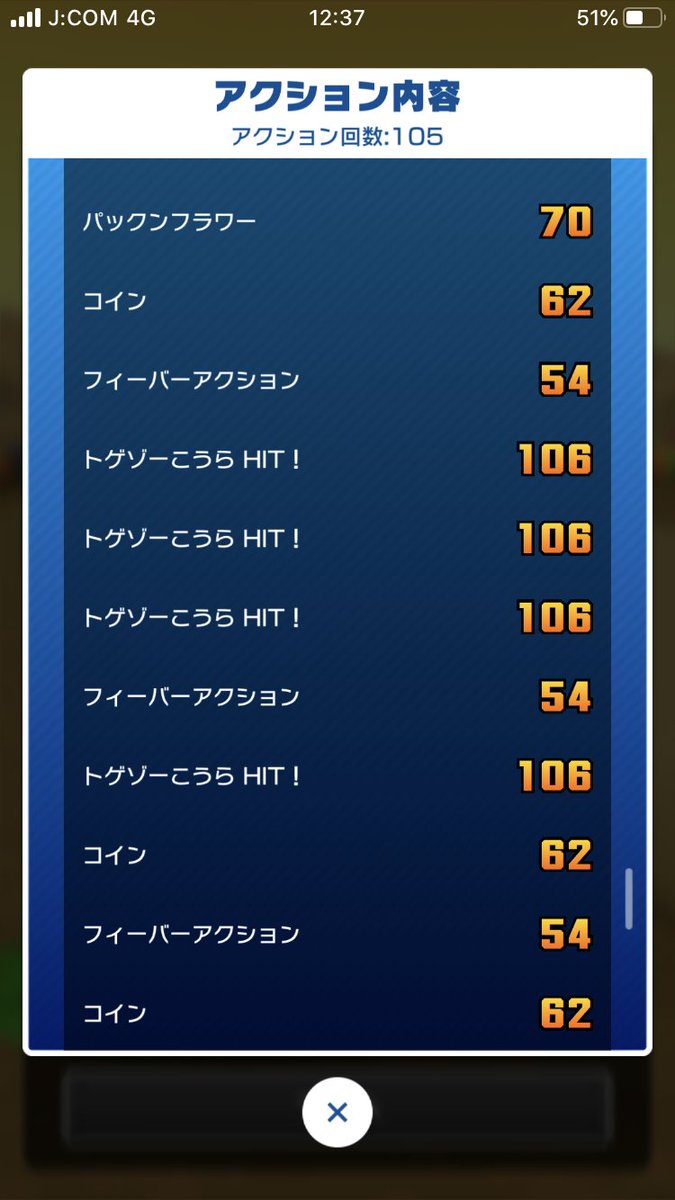 J:COM 4G 12:37 51%
アクション内容
アクション回数:105
パックンフラワー 70
コイン 62
フィーバーアクション 54
トゲゾーこうら HIT！ 106
トゲゾーこうら HIT！ 106
トゲゾーこうら HIT！ 106
フィーバーアクション 54
トゲゾーこうら HIT！ 106
コイン 62
フィーバーアクション 54
コイン 62